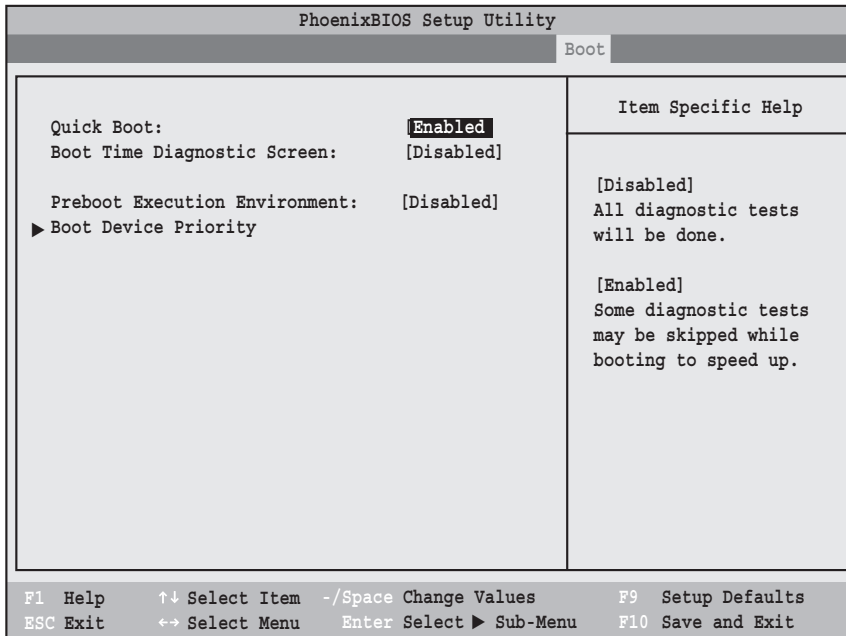 PhoenixBIOS Setup Utility
Boot
Quick Boot: [Enabled
Boot Time Diagnostic Screen: [Disabled]
Preboot Execution Environment: [Disabled]
▶ Boot Device Priority
Item Specific Help
[Disabled]
All diagnostic tests
will be done.
[Enabled]
Some diagnostic tests
may be skipped while
booting to speed up.
F1 Help ↑↓ Select Item -/Space Change Values F9 Setup Defaults
ESC Exit ←→ Select Menu Enter Select ▶ Sub-Menu F10 Save and Exit